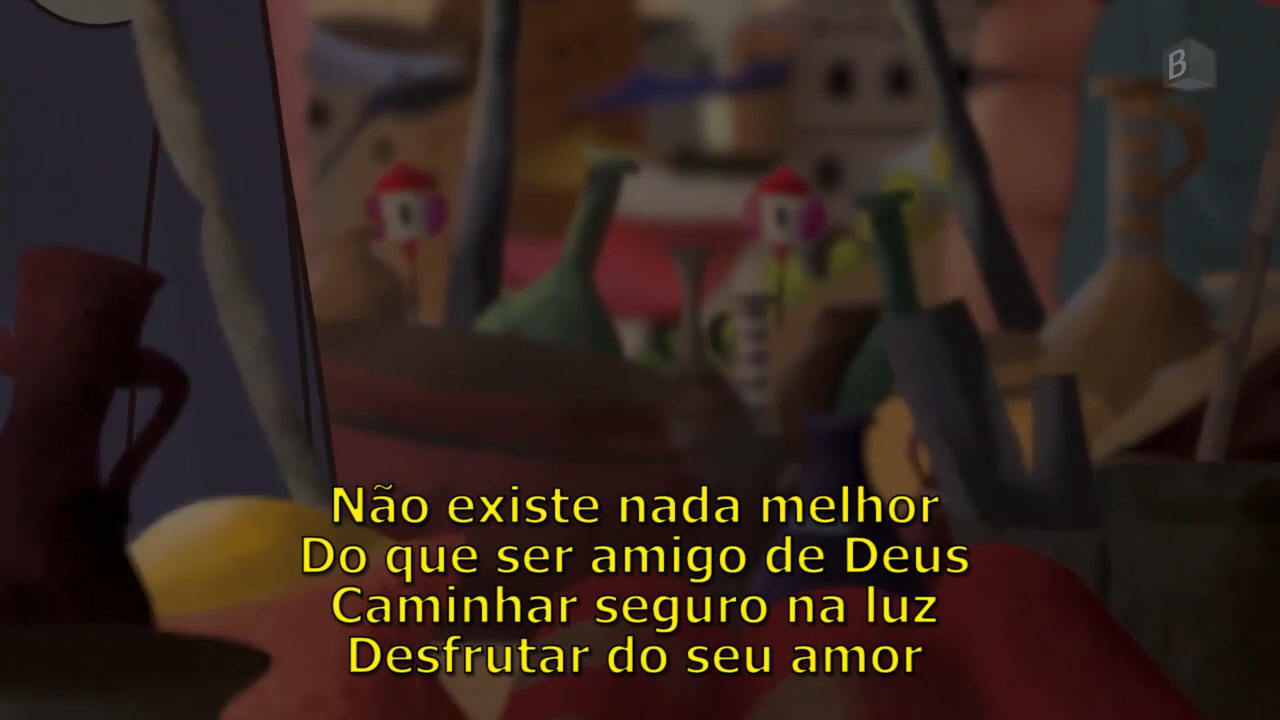 B
Não existe nada melhor
Do que ser amigo de Deus
Caminhar seguro na luz
Desfrutar do seu amor